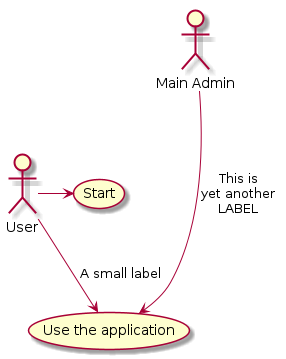 Main Admin
This is
yet another
LABEL
Start
User
A small label
Use the application